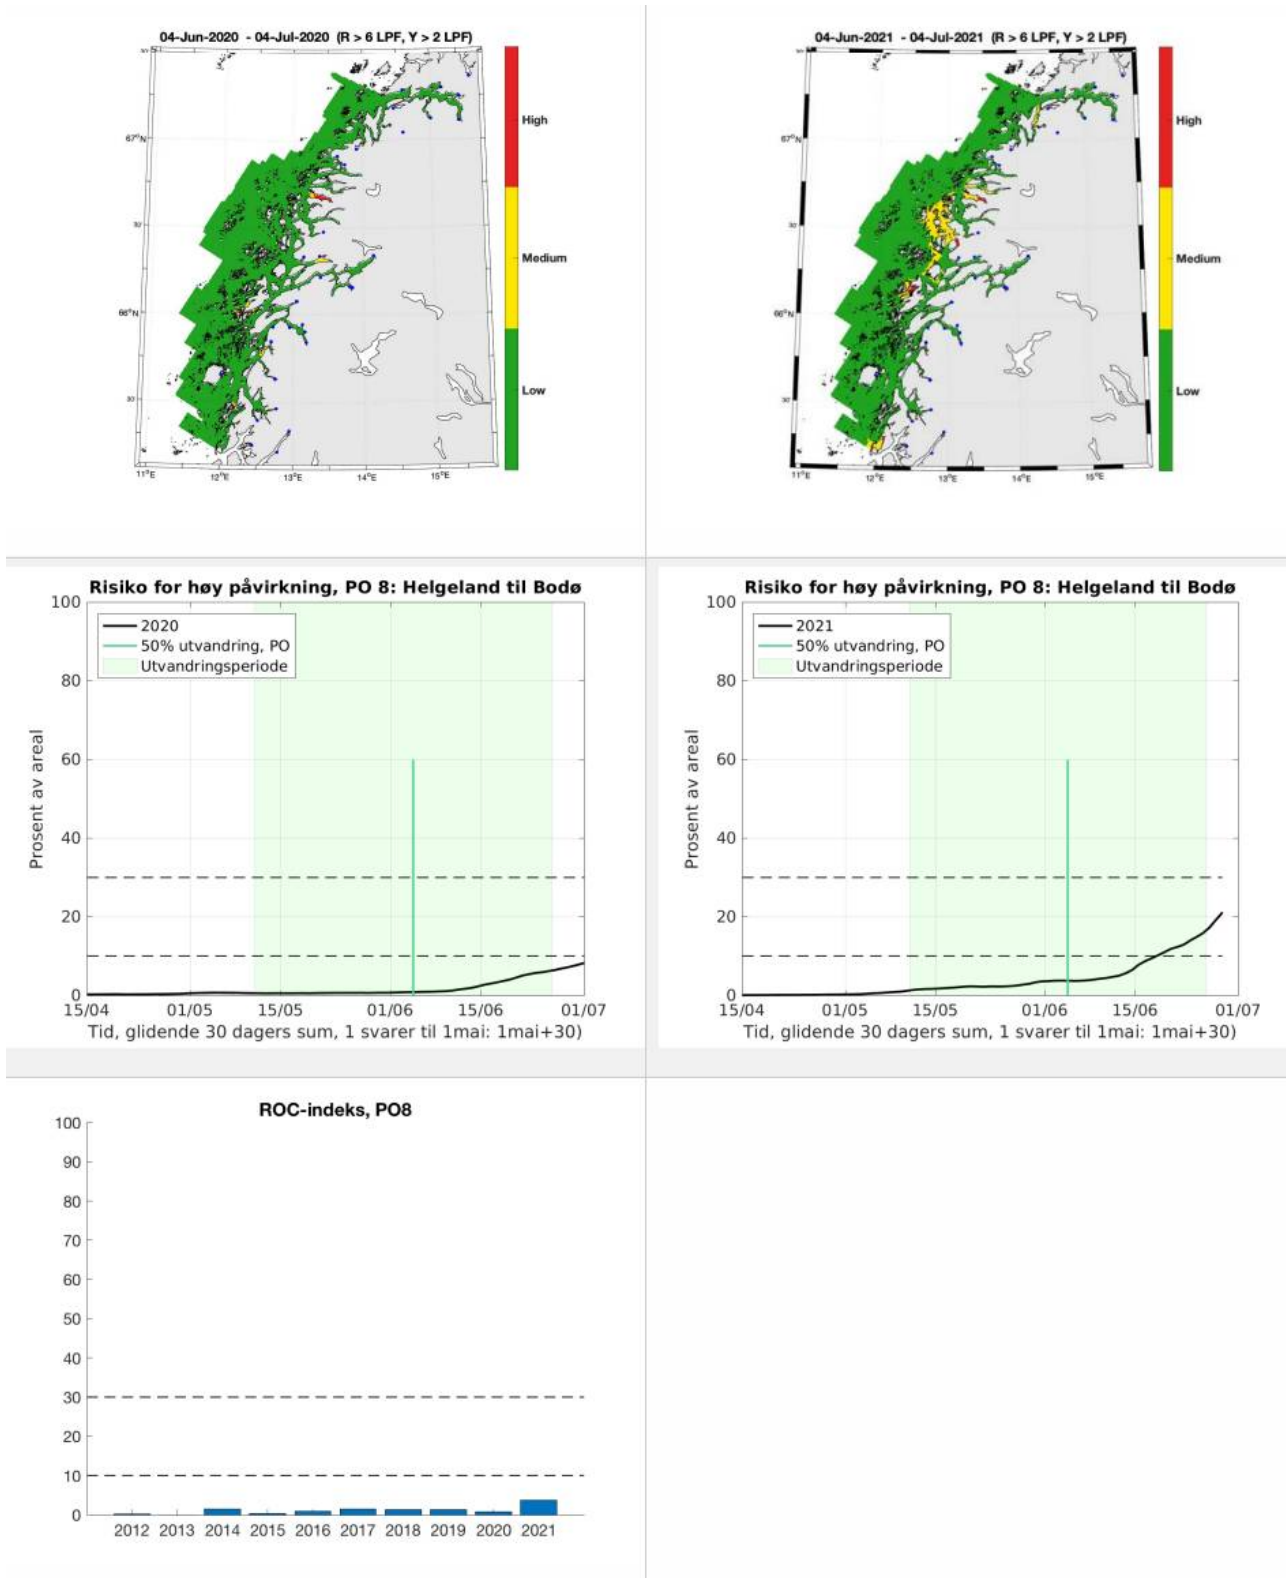 04-Jun-2020 - 04-Jul-2020 (R > 6 LPF, Y > 2 LPF)
High
67°N
30'
Medium
66°N
30'
Low
11°E 12°E 13°E 14°E 15°E
04-Jun-2021 - 04-Jul-2021 (R > 6 LPF, Y > 2 LPF)
High
67°N
30'
Medium
66°N
30'
Low
11°E 12°E 13°E 14°E 15°E
Risiko for høy påvirkning, PO 8: Helgeland til Bodø
100
2020
50% utvandring, PO
Utvandringsperiode
80
60
40
20
0
Prosent av areal
15/04 01/05 15/05 01/06 15/06 01/07
Tid, glidende 30 dagers sum, 1 svarer til 1mai: 1mai+30)
Risiko for høy påvirkning, PO 8: Helgeland til Bodø
100
2021
50% utvandring, PO
Utvandringsperiode
80
60
40
20
0
Prosent av areal
15/04 01/05 15/05 01/06 15/06 01/07
Tid, glidende 30 dagers sum, 1 svarer til 1mai: 1mai+30)
ROC-indeks, PO8
100
90
80
70
60
50
40
30
20
10
0
2012 2013 2014 2015 2016 2017 2018 2019 2020 2021